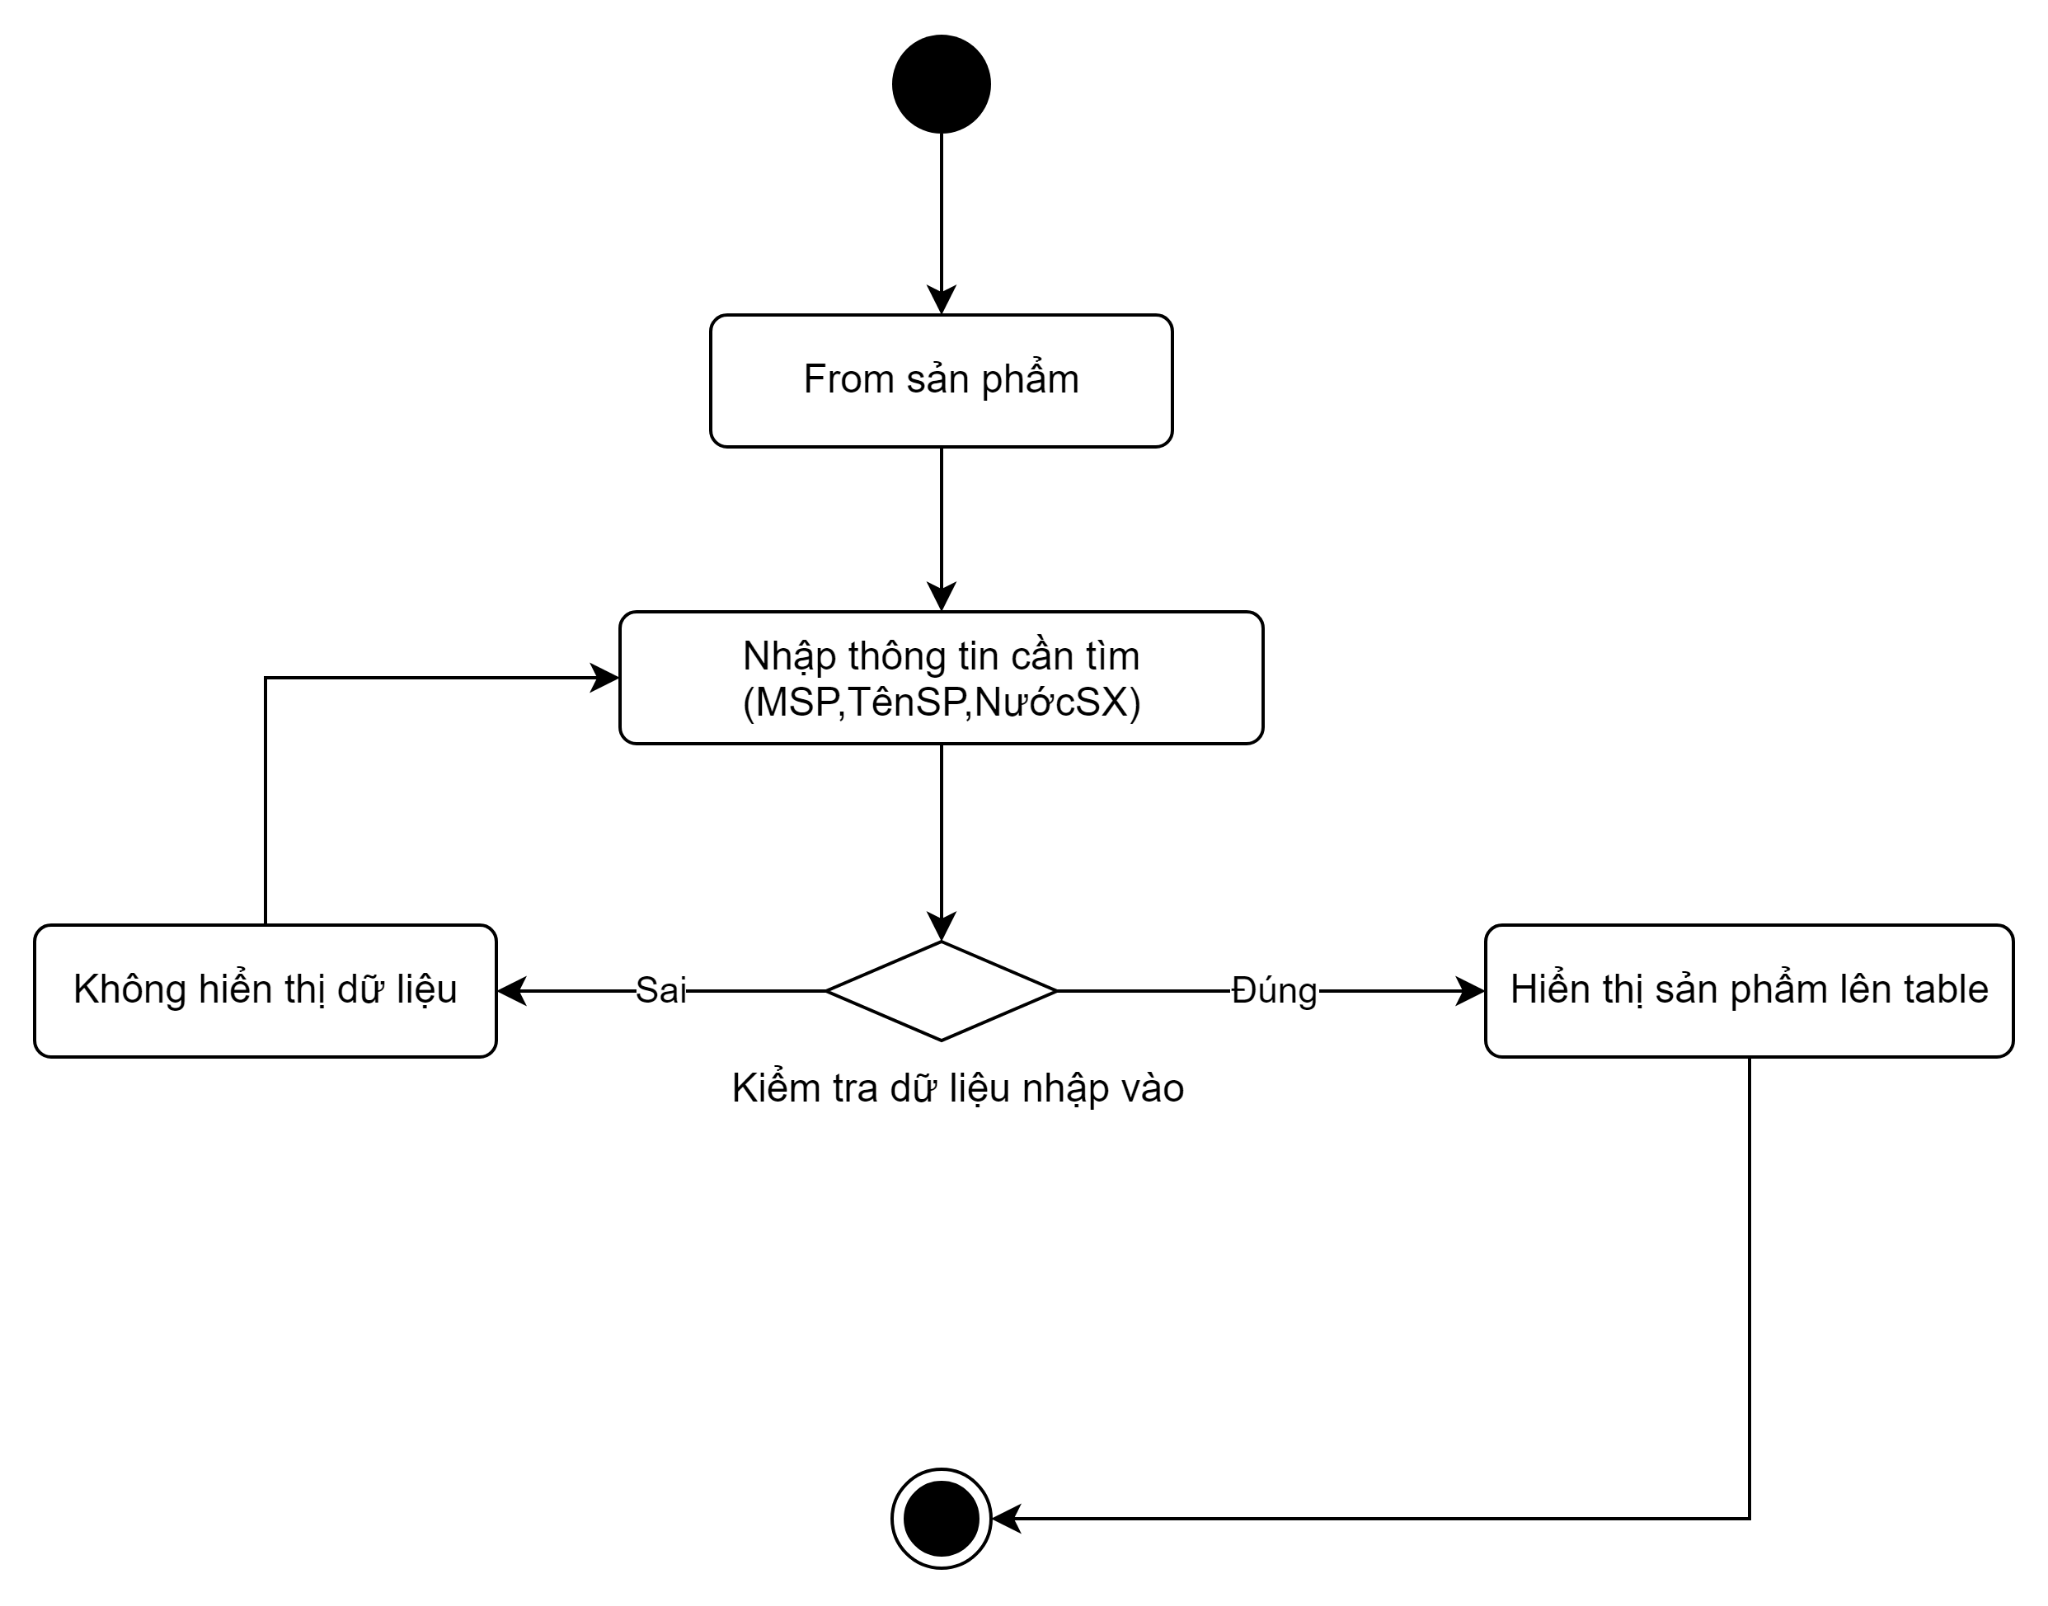 From sản phẩm
Nhập thông tin cần tìm
(MSP,TênSP,NướcSX)
Không hiển thị dữ liệu
Sai
Đúng
Hiển thị sản phẩm lên table
Kiểm tra dữ liệu nhập vào